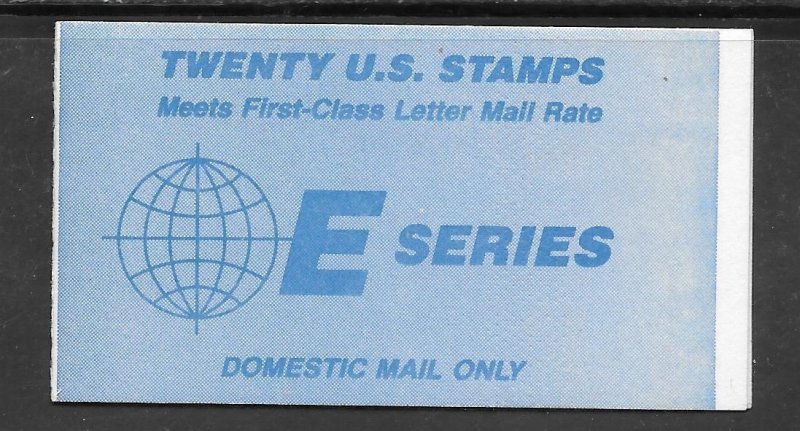 TWENTY U.S. STAMPS
Meets First-Class Letter Mail Rate
E SERIES
DOMESTIC MAIL ONLY